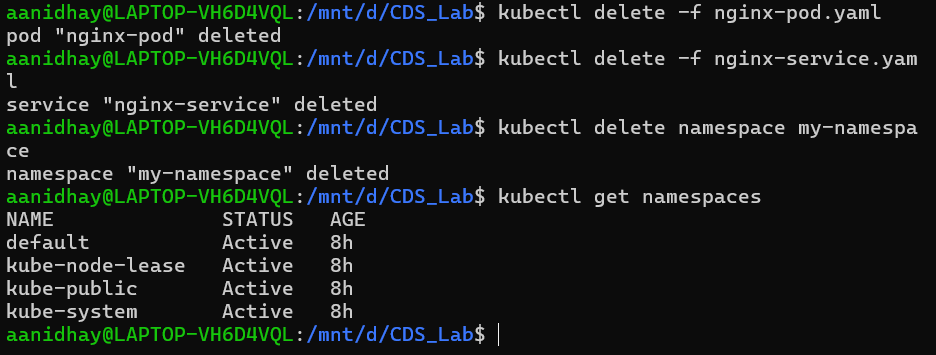 aanidhay@LAPTOP-VH6D4VQL:/mnt/d/CDS_Lab$ kubectl delete -f nginx-pod.yaml
pod "nginx-pod" deleted
aanidhay@LAPTOP-VH6D4VQL:/mnt/d/CDS_Lab$ kubectl delete -f nginx-service.yam
l
service "nginx-service" deleted
aanidhay@LAPTOP-VH6D4VQL:/mnt/d/CDS_Lab$ kubectl delete namespace my-namespa
ce
namespace "my-namespace" deleted
aanidhay@LAPTOP-VH6D4VQL:/mnt/d/CDS_Lab$ kubectl get namespaces
NAME              STATUS   AGE
default           Active   8h
kube-node-lease   Active   8h
kube-public       Active   8h
kube-system       Active   8h
aanidhay@LAPTOP-VH6D4VQL:/mnt/d/CDS_Lab$